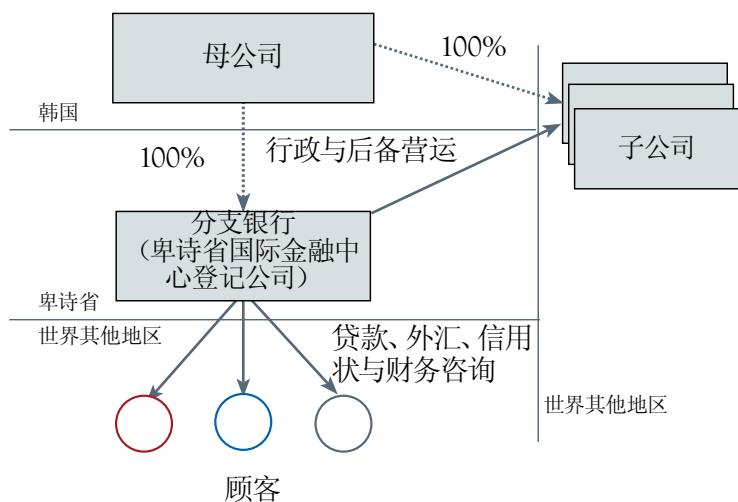 母公司
100%
韩国
100%
行政与后备营运
子公司
分支银行
（卑诗省国际金融中
心登记公司）
卑诗省
世界其他地区
贷款、外汇、信用
状与财务咨询
世界其他地区
顾客